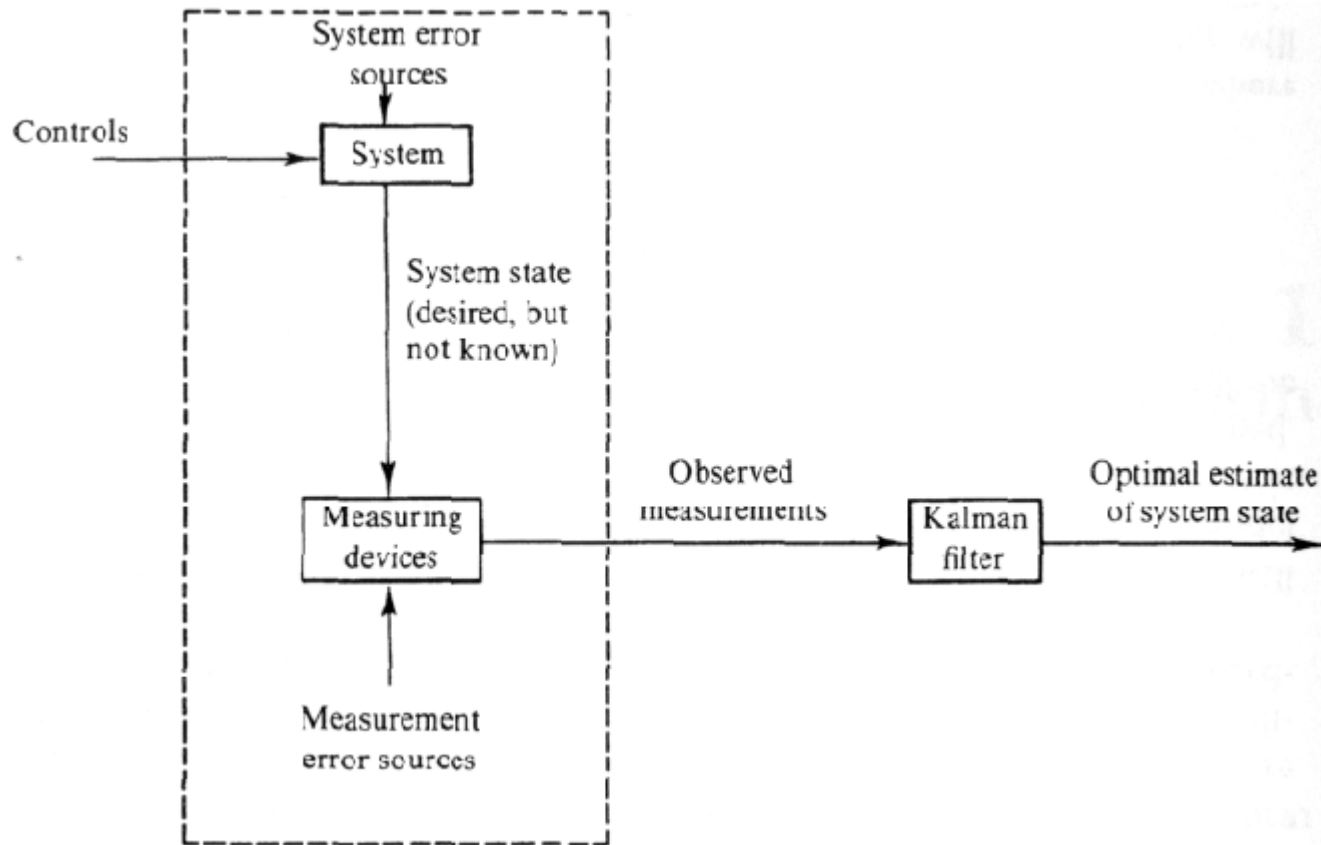 System error
sources
Controls
System
System state
(desired, but
not known)
Observed
measurements
Optimal estimate
of system state
Measuring
devices
Kalman
filter
Measurement
error sources